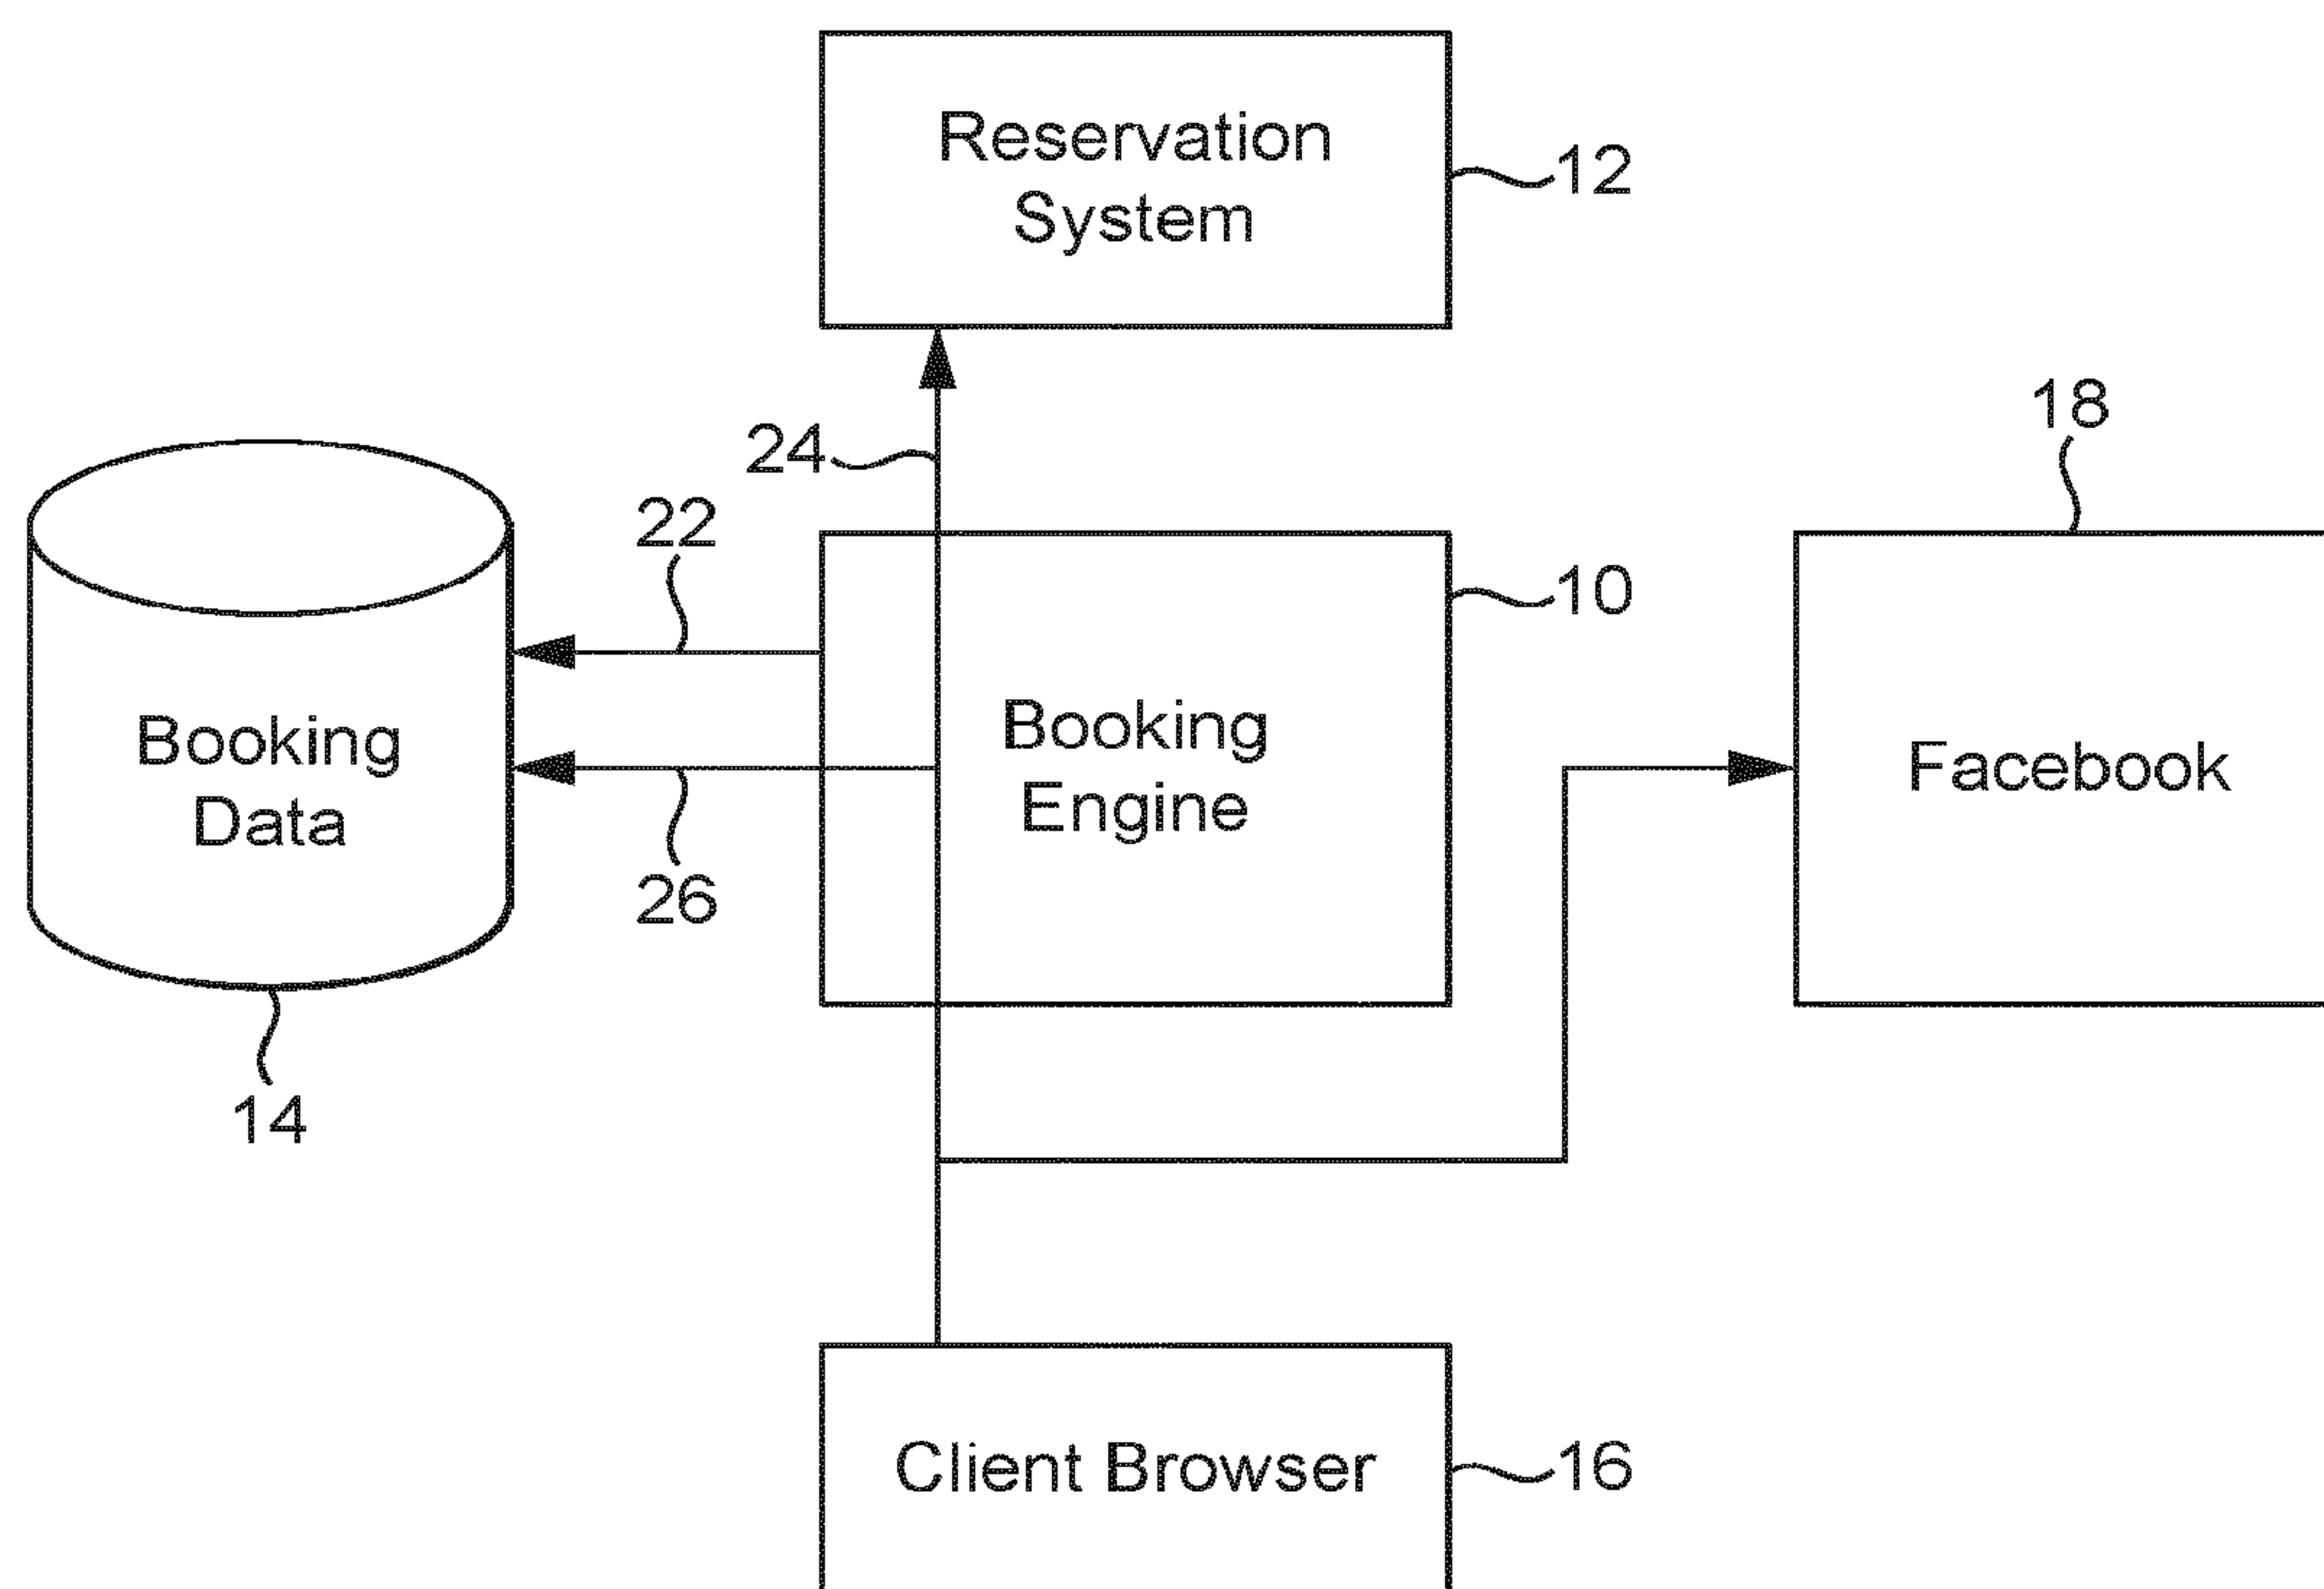 Reservation
System
12
24
18
22
10
Booking
Data
Booking
Engine
Facebook
26
14
Client Browser
16